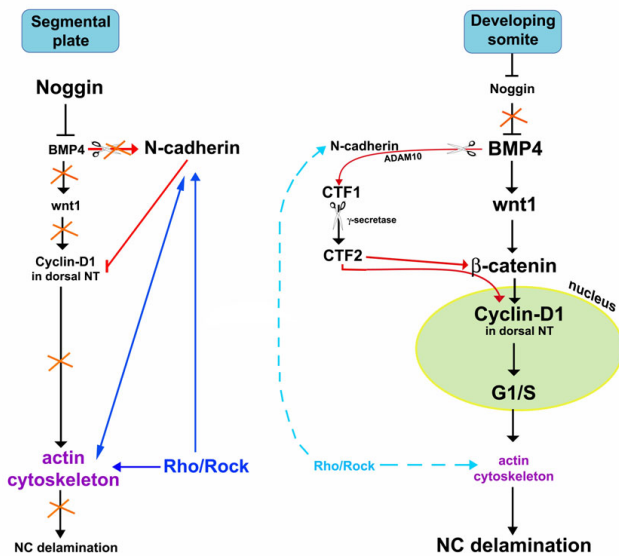 Segmental
plate
Noggin
BMP4
N-cadherin
wnt1
Cyclin-D1
in dorsal NT
actin
cytoskeleton
Rho/Rock
NC delamination
Developing
somite
Noggin
N-cadherin
ADAM10
BMP4
CTF1
γ-secretase
wnt1
CTF2
β-catenin
nucleus
Cyclin-D1
in dorsal NT
G1/S
Rho/Rock
actin
cytoskeleton
NC delamination